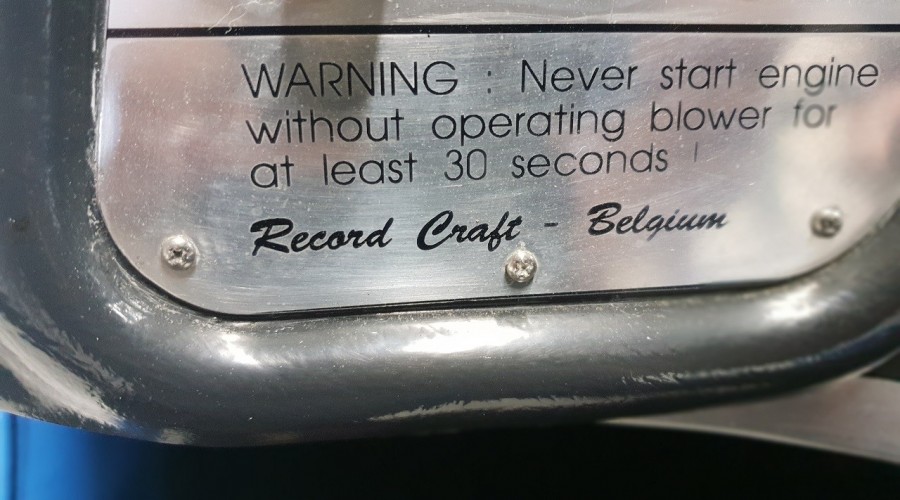 WARNING : Never start engine
without operating blower for
at least 30 seconds !
Record Craft - Belgium